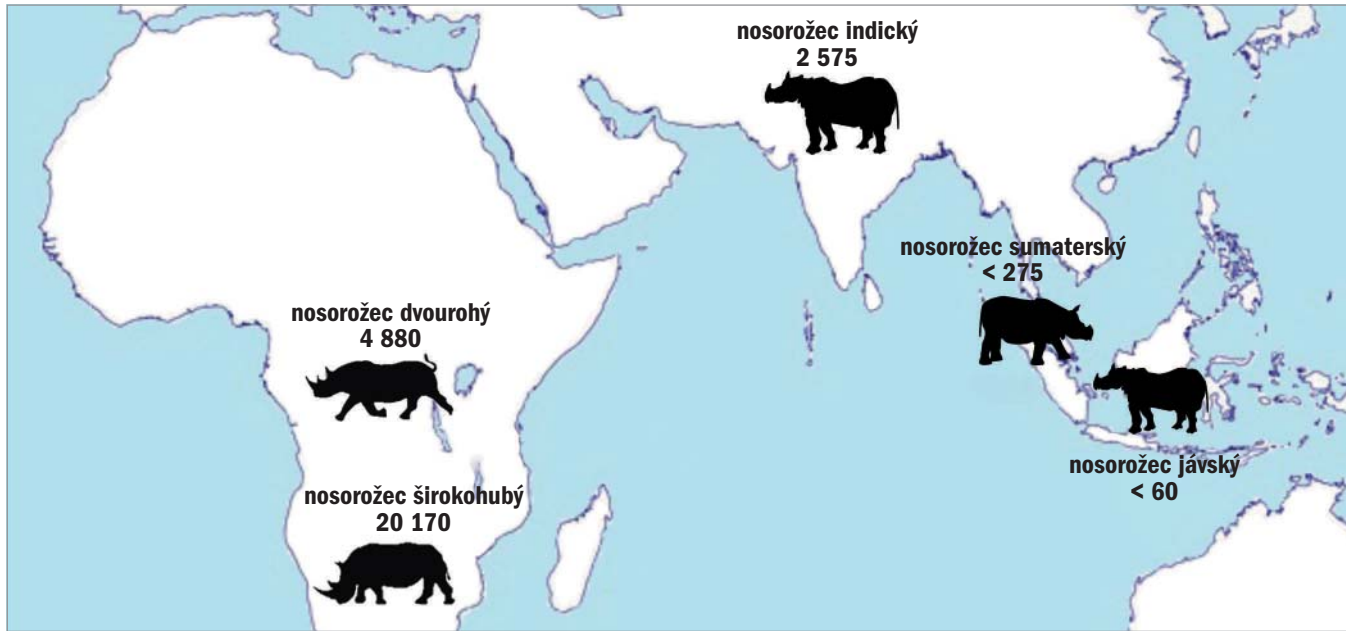 nosorožec indický
2 575
nosorožec sumaterský
< 275
nosorožec dvourohý
4 880
nosorožec jávský
< 60
nosorožec širokohubý
20 170